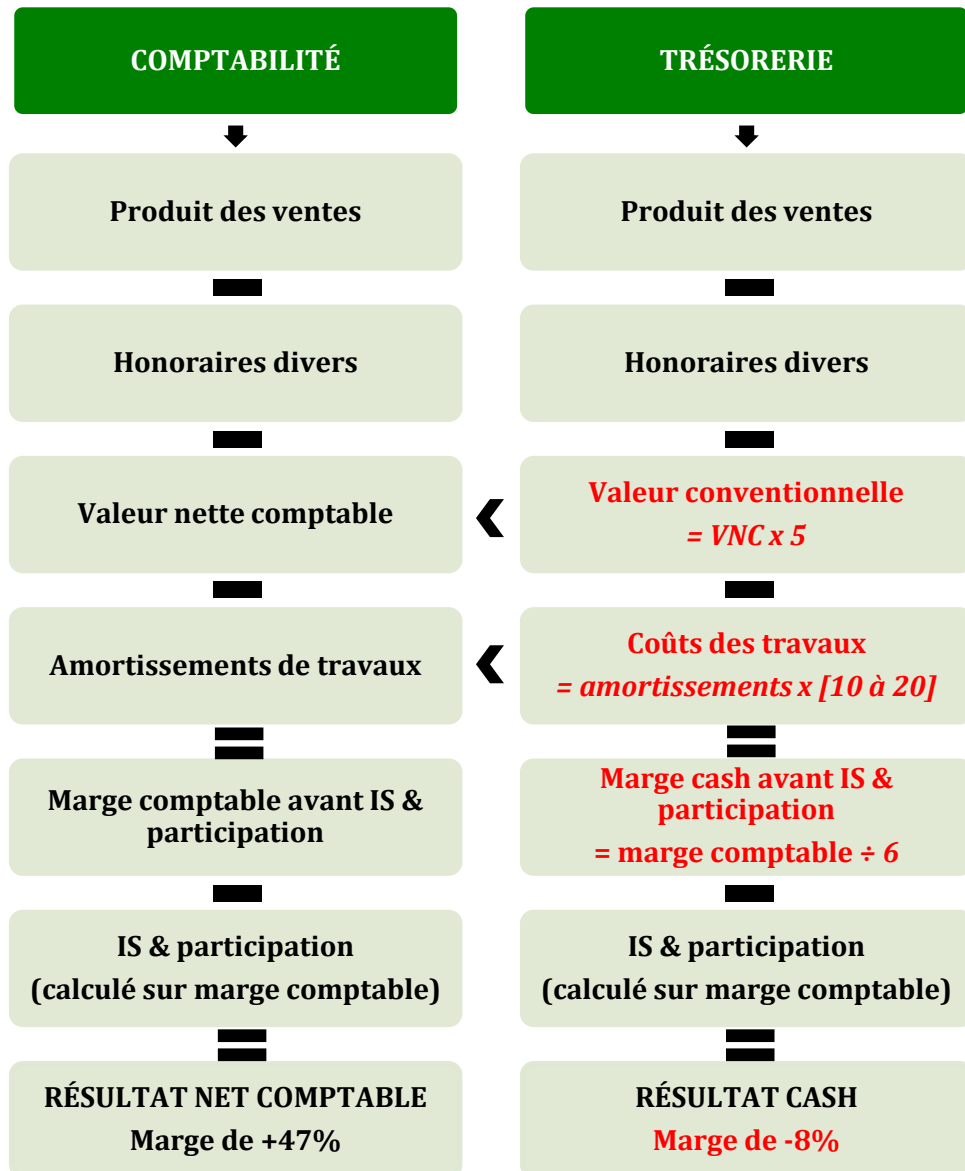 COMPTABILITÉ
TRÉSORERIE
Produit des ventes
Produit des ventes
Honoraires divers
Honoraires divers
Valeur nette comptable
Valeur conventionnelle
= VNC x 5
Amortissements de travaux
Coûts des travaux
= amortissements x [10 à 20]
Marge comptable avant IS &
participation
Marge cash avant IS &
participation
= marge comptable ÷ 6
IS & participation
(calculé sur marge comptable)
IS & participation
(calculé sur marge comptable)
RÉSULTAT NET COMPTABLE
Marge de +47%
RÉSULTAT CASH
Marge de -8%